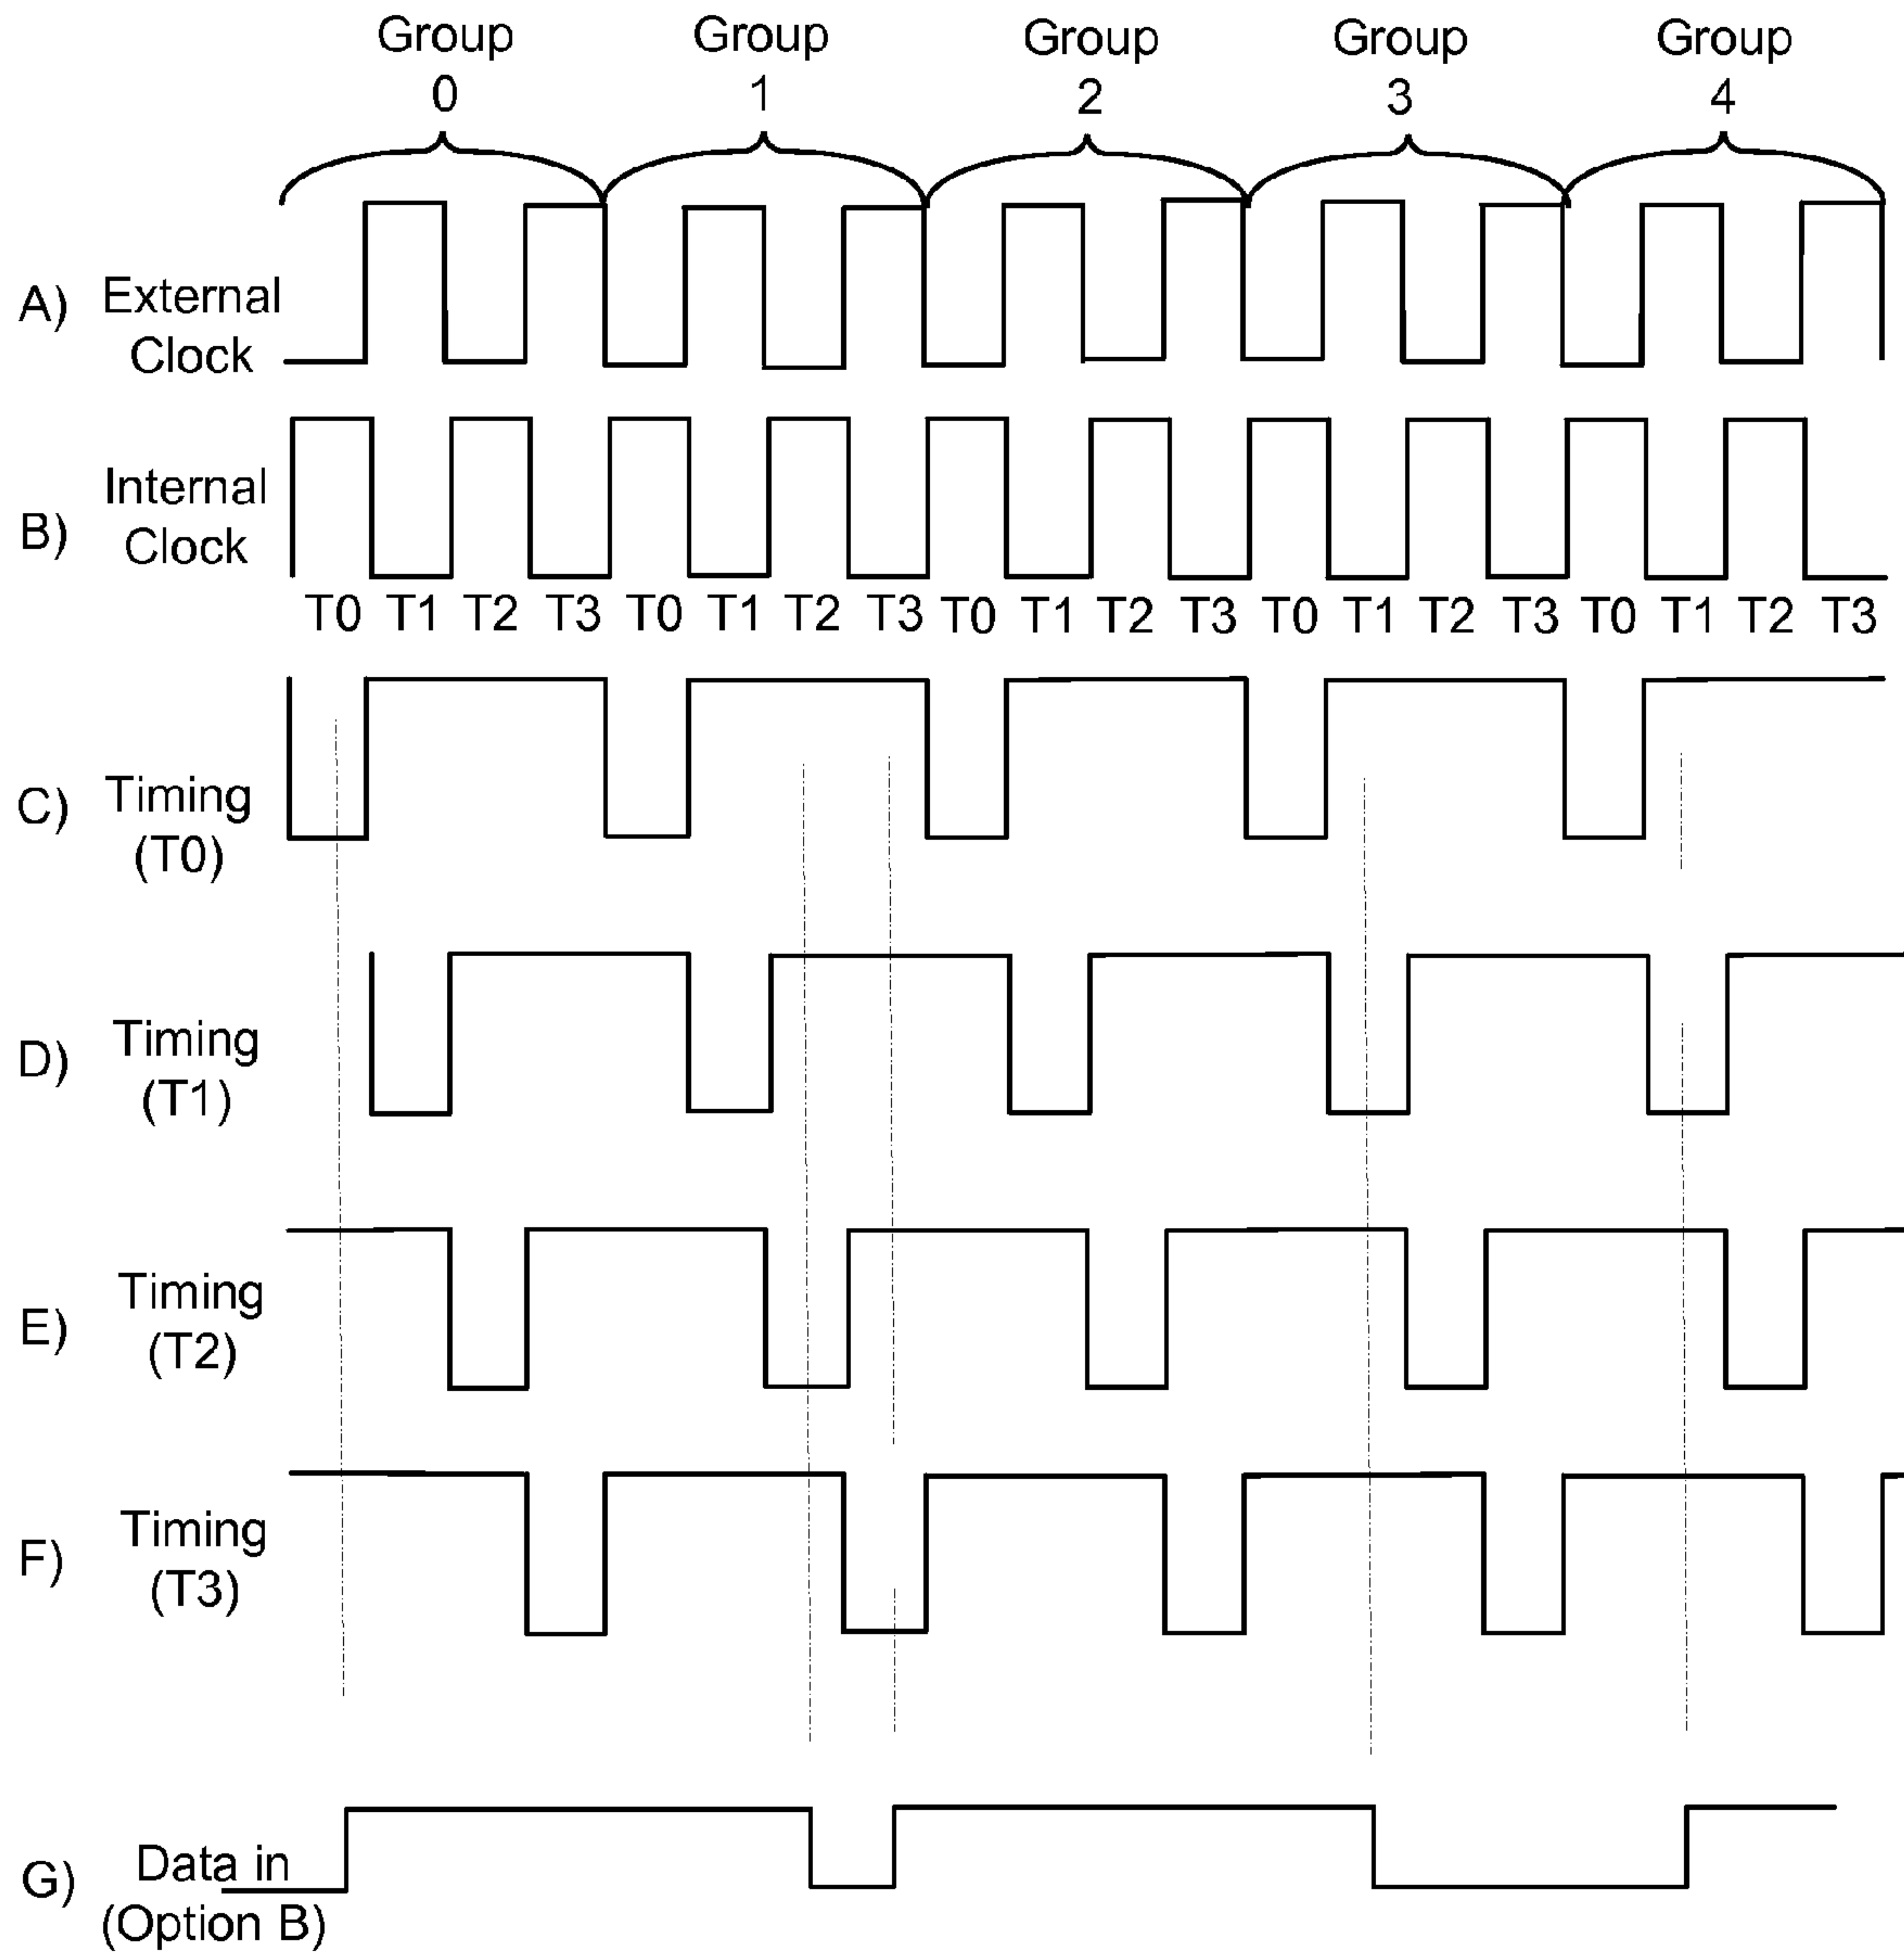 Group Group Group Group Group
0 1 2 3 4
A) External
Clock
Internal
B) Clock
T0 T1 T2 T3 T0 T1 T2 T3 T0 T1 T2 T3 T0 T1 T2 T3 T0 T1 T2 T3
C) Timing
(T0)
D) Timing
(T1)
Timing
E) (T2)
Timing
F) (T3)
G) Data in
(Option B)